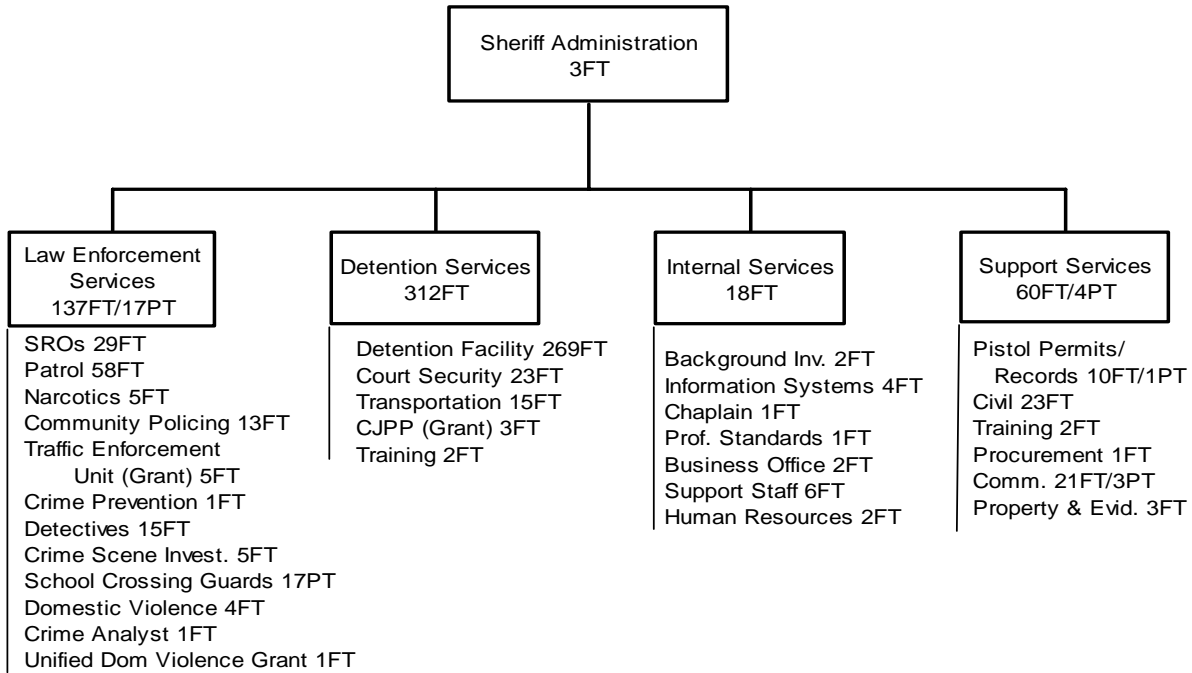 Sheriff Administration
3FT
Law Enforcement
Services
137FT/17PT
SROs 29FT
Patrol 58FT
Narcotics 5FT
Community Policing 13FT
Traffic Enforcement
Unit (Grant) 5FT
Crime Prevention 1FT
Detectives 15FT
Crime Scene Invest. 5FT
School Crossing Guards 17PT
Domestic Violence 4FT
Crime Analyst 1FT
Unified Dom Violence Grant 1FT
Detention Services
312FT
Detention Facility 269FT
Court Security 23FT
Transportation 15FT
CJPP (Grant) 3FT
Training 2FT
Internal Services
18FT
Background Inv. 2FT
Information Systems 4FT
Chaplain 1FT
Prof. Standards 1FT
Business Office 2FT
Support Staff 6FT
Human Resources 2FT
Support Services
60FT/4PT
Pistol Permits/
Records 10FT/1PT
Civil 23FT
Training 2FT
Procurement 1FT
Comm. 21FT/3PT
Property & Evid. 3FT